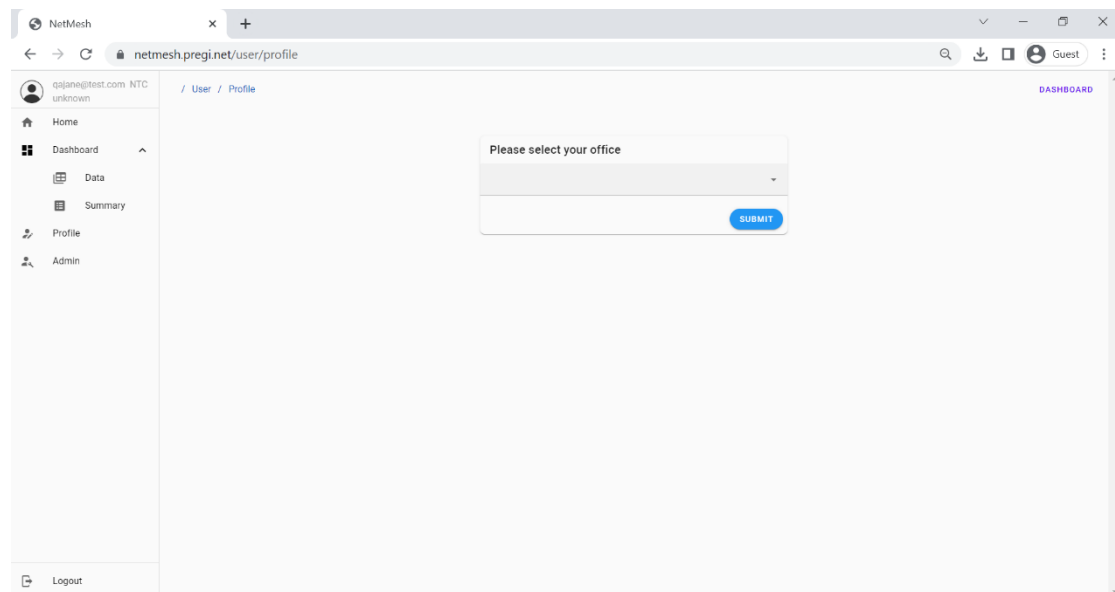 NetMesh
netmesh.pregi.net/user/profile
Guest
qajane@test.com NTC
unknown
/ User / Profile
DASHBOARD
Home
Dashboard
Data
Summary
Profile
Admin
Please select your office
SUBMIT
Logout